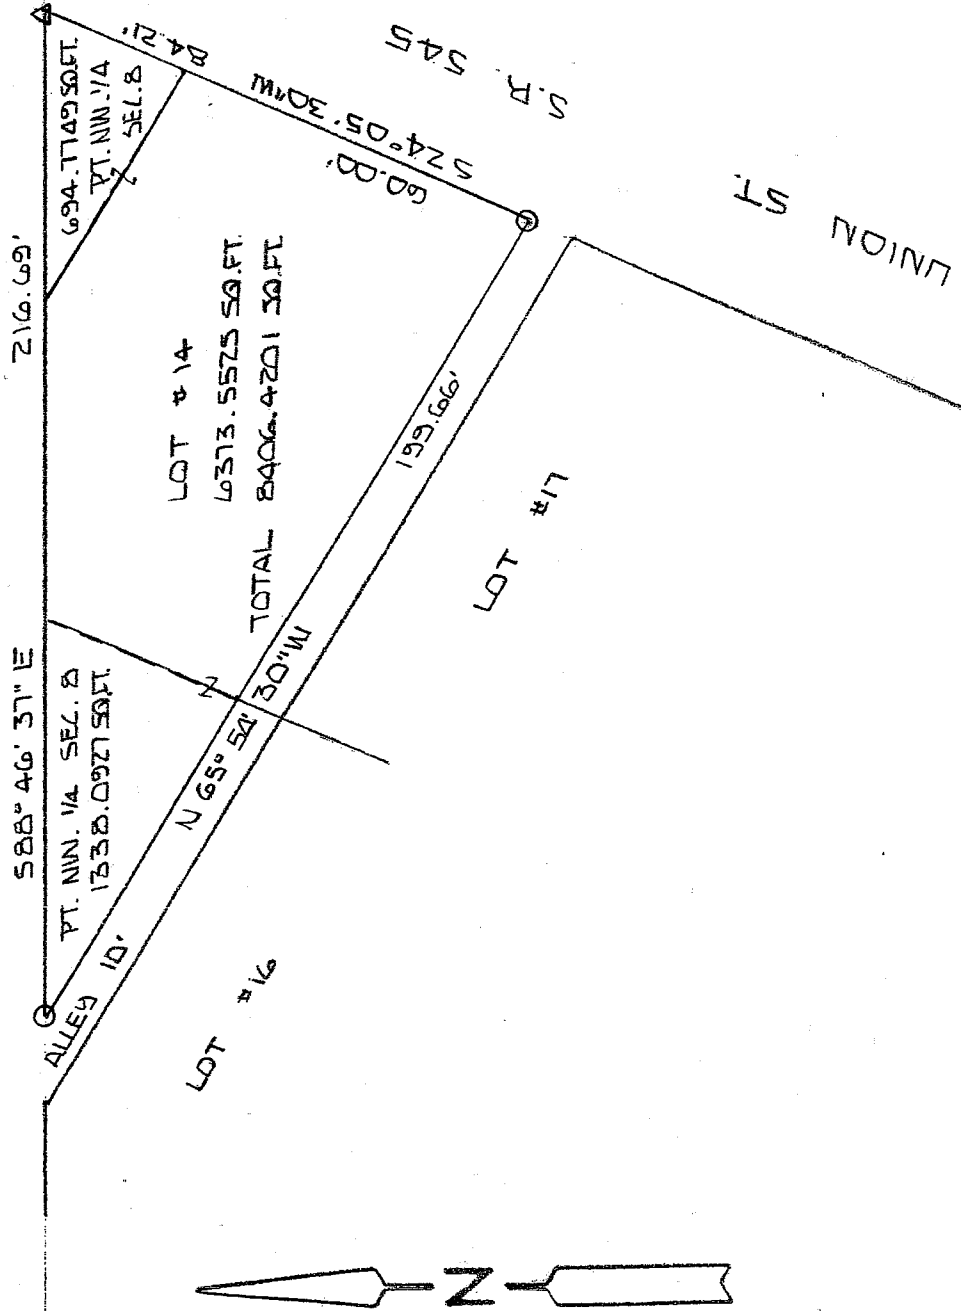 S88° 46' 37" E
216.69'
PT. NW. 1/4 SEC. 8
1338.0927 SQ.FT.
694.7749 SQ.FT.
PT. NW. 1/4
SEC. 8
84.21'
S24° 05' 30" W
60.00'
S.R. 545
UNION ST.
LOT #14
6373.5525 SQ.FT.
TOTAL 8406.4201 SQ.FT.
199.66'
N 65° 54' 30" W
ALLEY 10'
LOT #17
LOT #16
N